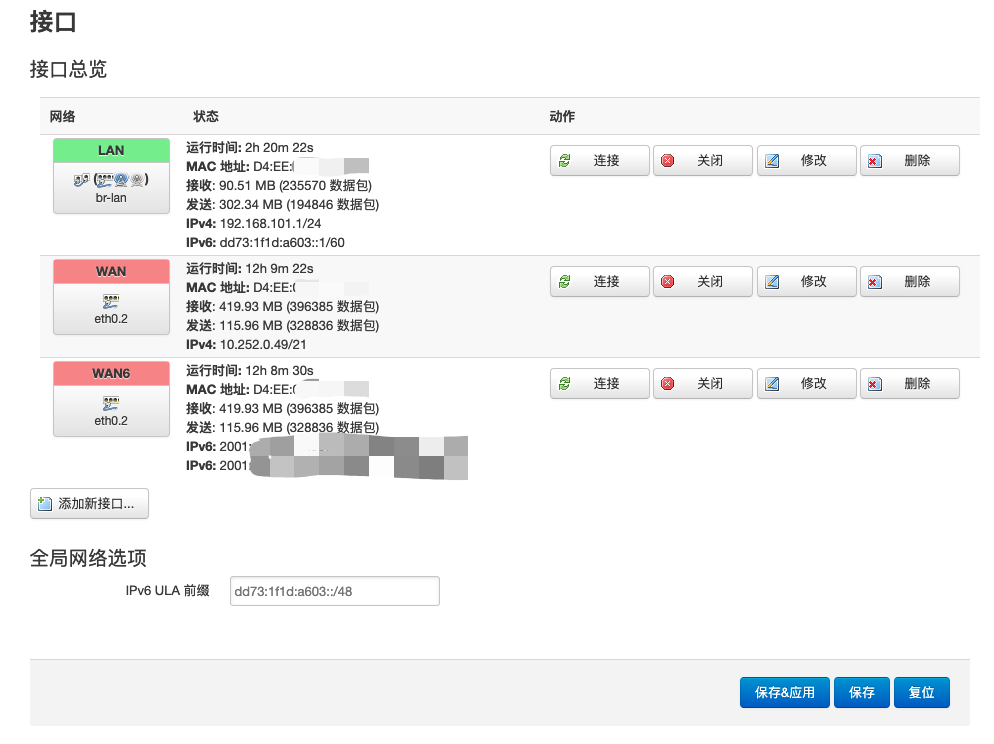 接口
接口总览
网络 状态 动作
LAN
(
)
br-lan
运行时间: 2h 20m 22s
MAC 地址: D4:EE:
接收: 90.51 MB (235570 数据包)
发送: 302.34 MB (194846 数据包)
IPv4: 192.168.101.1/24
IPv6: dd73:1f1d:a603::1/60
连接 关闭 修改 删除
WAN
eth0.2
运行时间: 12h 9m 22s
MAC 地址: D4:EE:
接收: 419.93 MB (396385 数据包)
发送: 115.96 MB (328836 数据包)
IPv4: 10.252.0.49/21
连接 关闭 修改 删除
WAN6
eth0.2
运行时间: 12h 8m 30s
MAC 地址: D4:EE:
接收: 419.93 MB (396385 数据包)
发送: 115.96 MB (328836 数据包)
IPv6: 2001:
IPv6: 2001:
连接 关闭 修改 删除
添加新接口...
全局网络选项
IPv6 ULA 前缀 dd73:1f1d:a603::/48
保存&应用 保存 复位